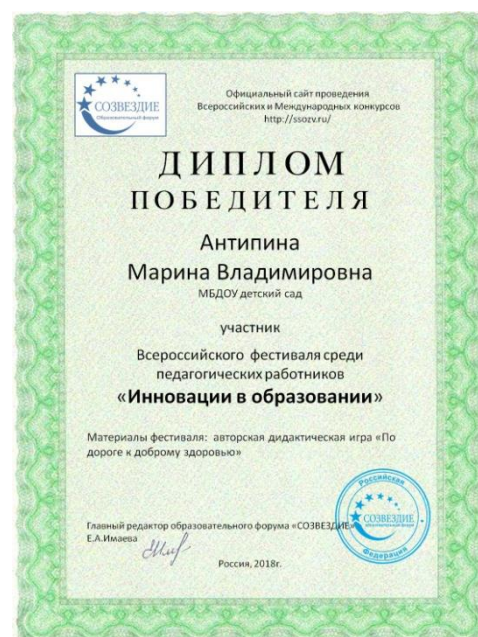 СОЗВЕЗДИЕ
Образовательный форум
Официальный сайт проведения
Всероссийских и Международных конкурсов
http://ssozv.ru/
ДИПЛОМ
ПОБЕДИТЕЛЯ
Антипина
Марина Владимировна
МБДОУ детский сад
участник
Всероссийского фестиваля среди
педагогических работников
«Инновации в образовании»
Материалы фестиваля: авторская дидактическая игра «По
дороге к доброму здоровью»
Главный редактор образовательного форума «СОЗВЕЗДИЕ»
Е.А.Имаева
Россия, 2018г.
Российская
СОЗВЕЗДИЕ
Федерация